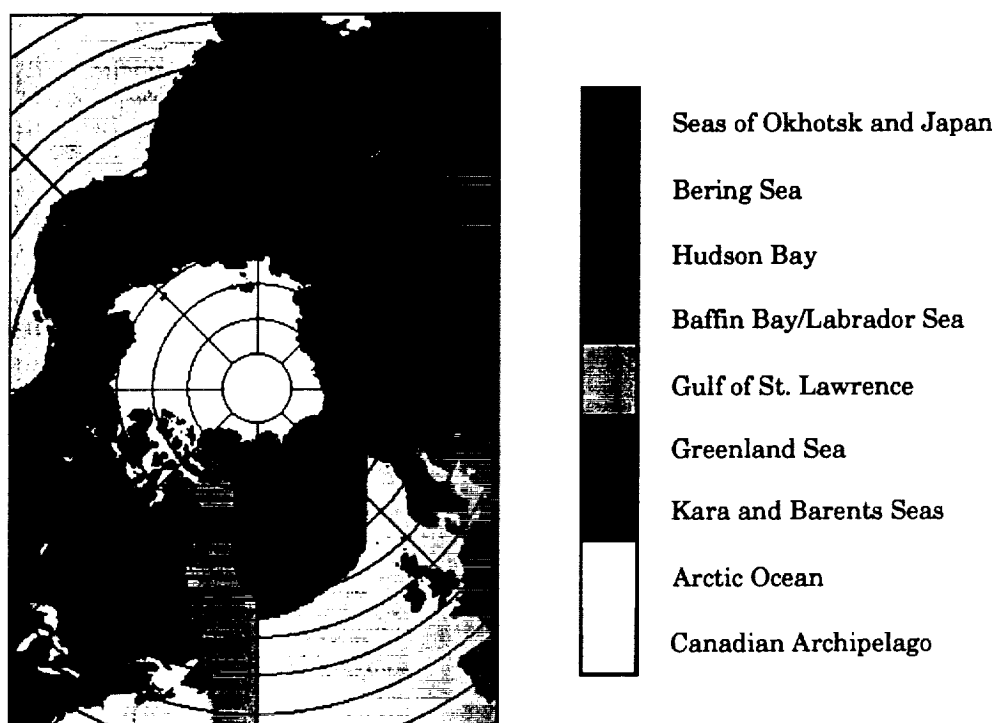 Seas of Okhotsk and Japan
Bering Sea
Hudson Bay
Baffin Bay/Labrador Sea
Gulf of St. Lawrence
Greenland Sea
Kara and Barents Seas
Arctic Ocean
Canadian Archipelago